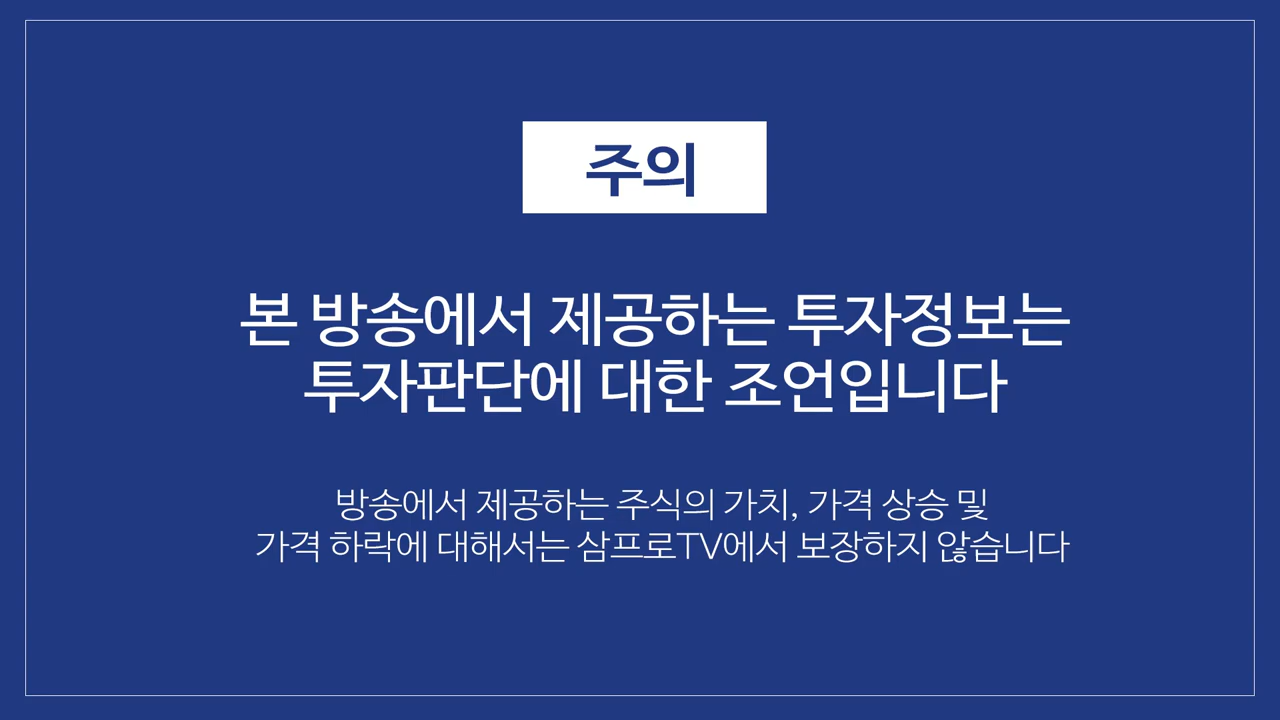 주의
본 방송에서 제공하는 투자정보는
투자판단에 대한 조언입니다
방송에서 제공하는 주식의 가치, 가격 상승 및
가격 하락에 대해서는 삼프로TV에서 보장하지 않습니다